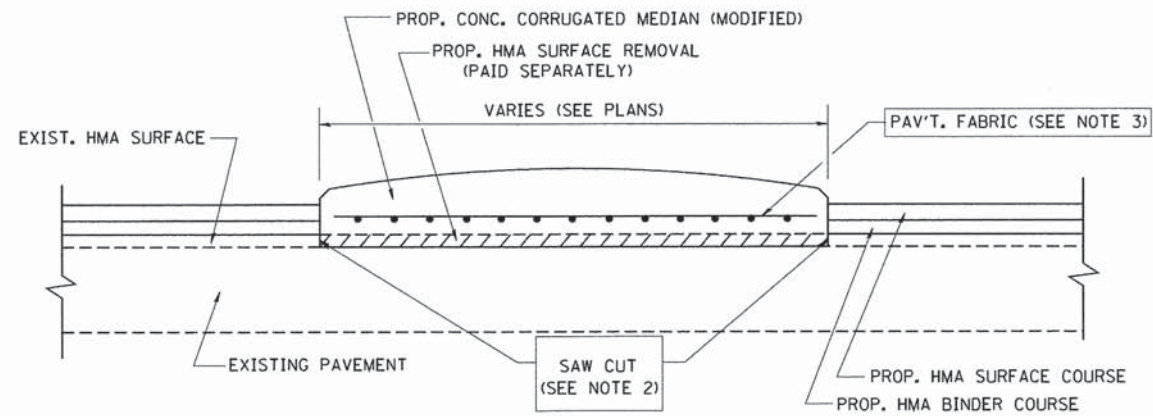 PROP. CONC. CORRUGATED MEDIAN (MODIFIED)
PROP. HMA SURFACE REMOVAL
(PAID SEPARATELY)
VARIES (SEE PLANS)
PAV'T. FABRIC (SEE NOTE 3)
EXIST. HMA SURFACE
EXISTING PAVEMENT
SAW CUT
(SEE NOTE 2)
PROP. HMA SURFACE COURSE
PROP. HMA BINDER COURSE